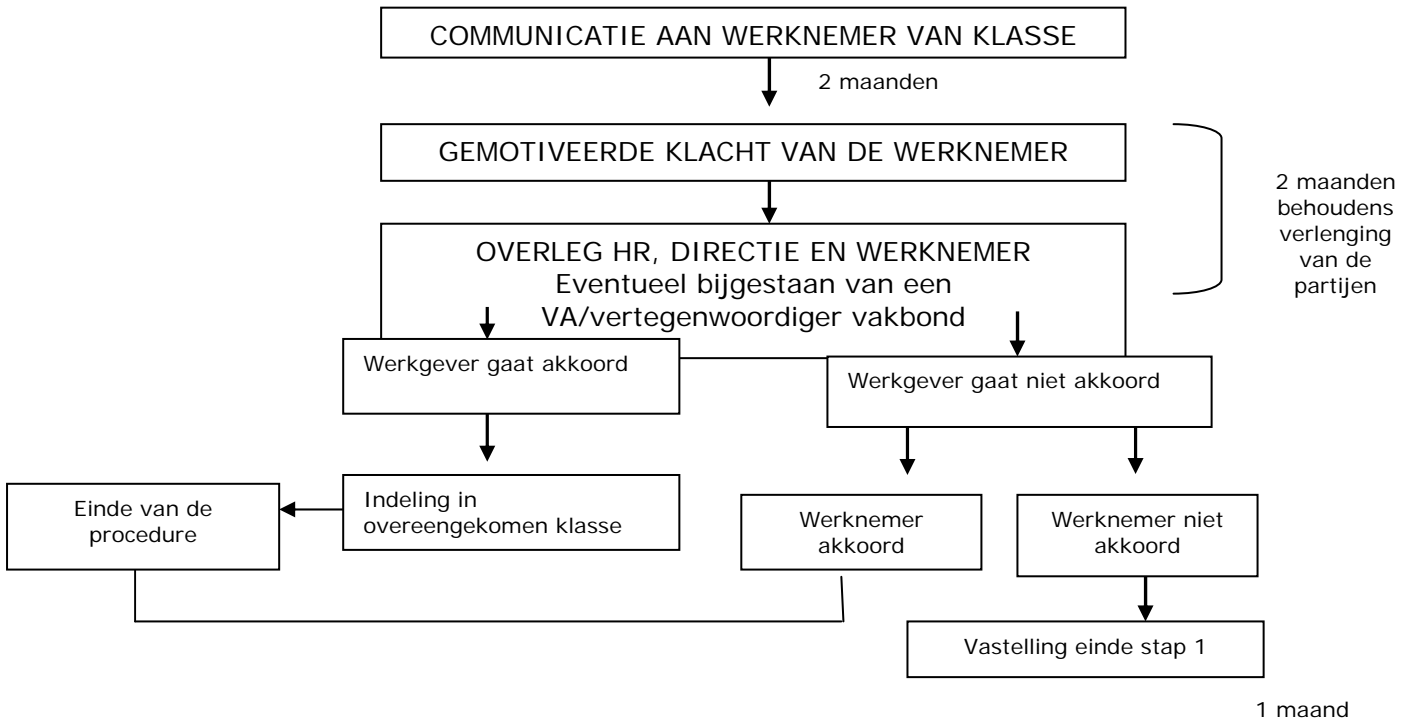 COMMUNICATIE AAN WERKNEMER VAN KLASSE
2 maanden
GEMOTIVEERDE KLACHT VAN DE WERKNEMER
2 maanden
behoudens
verlenging
van de
partijen
OVERLEG HR, DIRECTIE EN WERKNEMER
Eventueel bijgestaan van een
VA/vertegenwoordiger vakbond
Werkgever gaat akkoord
Werkgever gaat niet akkoord
Einde van de
procedure
Indeling in
overeengekomen klasse
Werknemer
akkoord
Werknemer niet
akkoord
Vastelling einde stap 1
1 maand